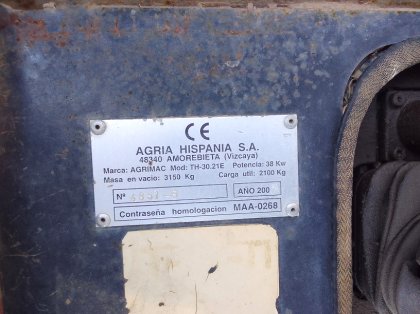 CE
AGRIA HISPANIA S.A.
48340 AMOREBIETA (Vizcaya)
Marca: AGRIMAC Mod: TH-30.21E Potencia: 38 Kw
Masa en vacio: 3150 Kg Carga util: 2100 Kg
Nº AÑO 200
Contraseña homologacion MAA-0268